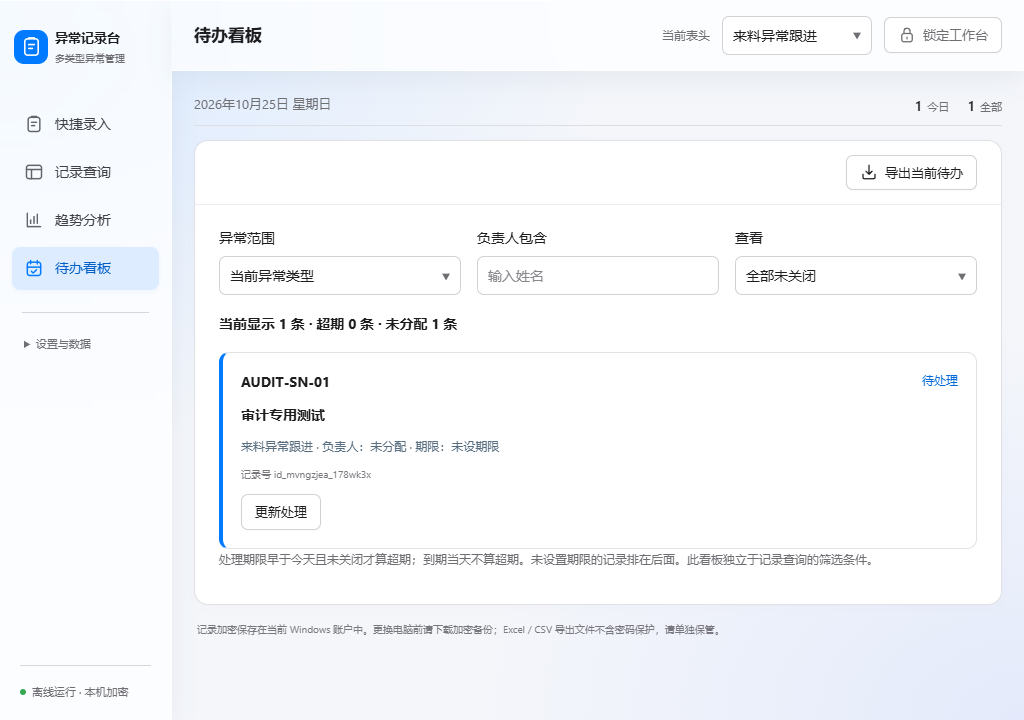 异常记录台
多类型异常管理
快捷录入
记录查询
趋势分析
待办看板
设置与数据
离线运行 · 本机加密
待办看板
当前表头
来料异常跟进
锁定工作台
2026年10月25日 星期日
1 今日 1 全部
导出当前待办
异常范围
负责人包含
查看
当前异常类型
输入姓名
全部未关闭
当前显示 1 条 · 超期 0 条 · 未分配 1 条
AUDIT-SN-01
待处理
审计专用测试
来料异常跟进 · 负责人：未分配 · 期限：未设期限
记录号 id_mvngzjea_178wk3x
更新处理
处理期限早于今天且未关闭才算超期；到期当天不算超期。未设置期限的记录排在后面。此看板独立于记录查询的筛选条件。
记录加密保存在当前 Windows 账户中。更换电脑前请下载加密备份；Excel / CSV 导出文件不含密码保护，请单独保管。